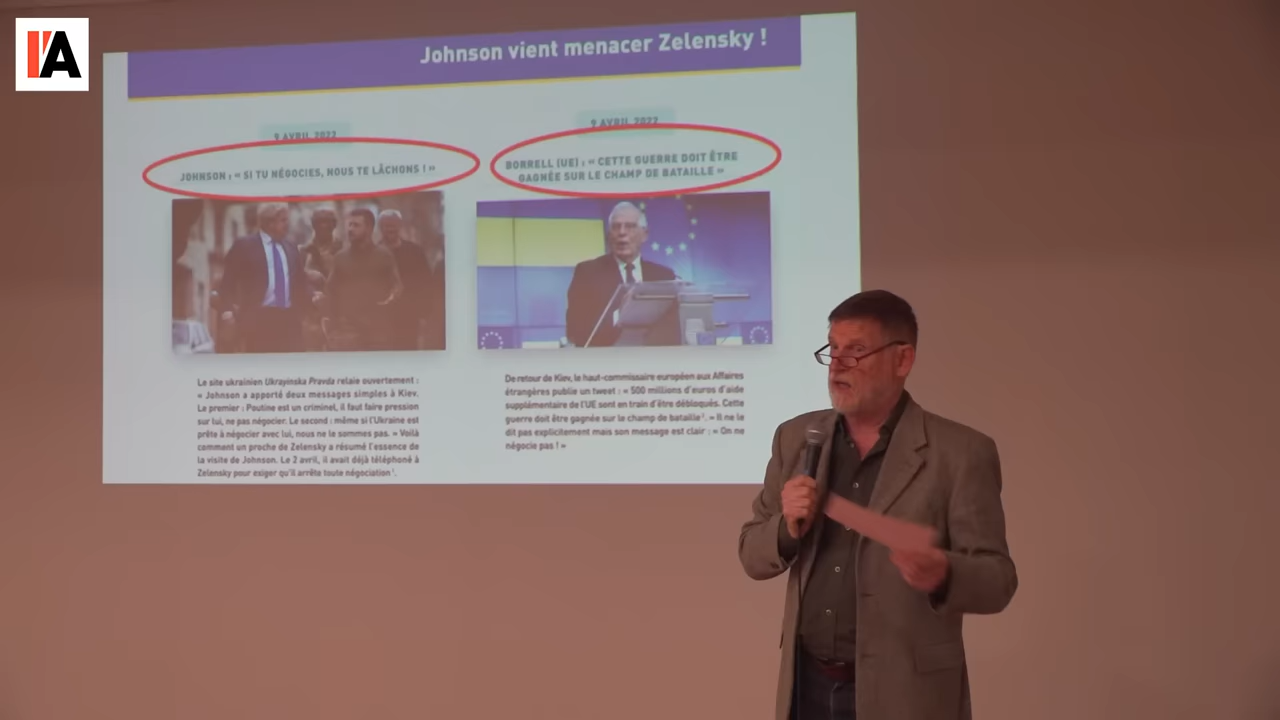 l'A
Johnson vient menacer Zelensky !
9 AVRIL 2022
JOHNSON : « SI TU NÉGOCIES, NOUS TE LÂCHONS ! »
Le site ukrainien Ukrayinska Pravda relaie ouvertement :
« Johnson a apporté deux messages simples à Kiev.
Le premier : Poutine est un criminel, il faut faire pression
sur lui, ne pas négocier. Le second : même si l'Ukraine est
prête à négocier avec lui, nous ne le sommes pas. » Voilà
comment un proche de Zelensky a résumé l'essence de
la visite de Johnson. Le 2 avril, il avait déjà téléphoné à
Zelensky pour exiger qu'il arrête toute négociation¹.
9 AVRIL 2022
BORRELL (UE) : « CETTE GUERRE DOIT ÊTRE
GAGNÉE SUR LE CHAMP DE BATAILLE »
De retour de Kiev, le haut-commissaire européen aux Affaires
étrangères publie un tweet : « 500 millions d'euros d'aide
supplémentaire de l'UE sont en train d'être débloqués. Cette
guerre doit être gagnée sur le champ de bataille¹. » Il ne le
dit pas explicitement mais son message est clair : « On ne
négocie pas ! »